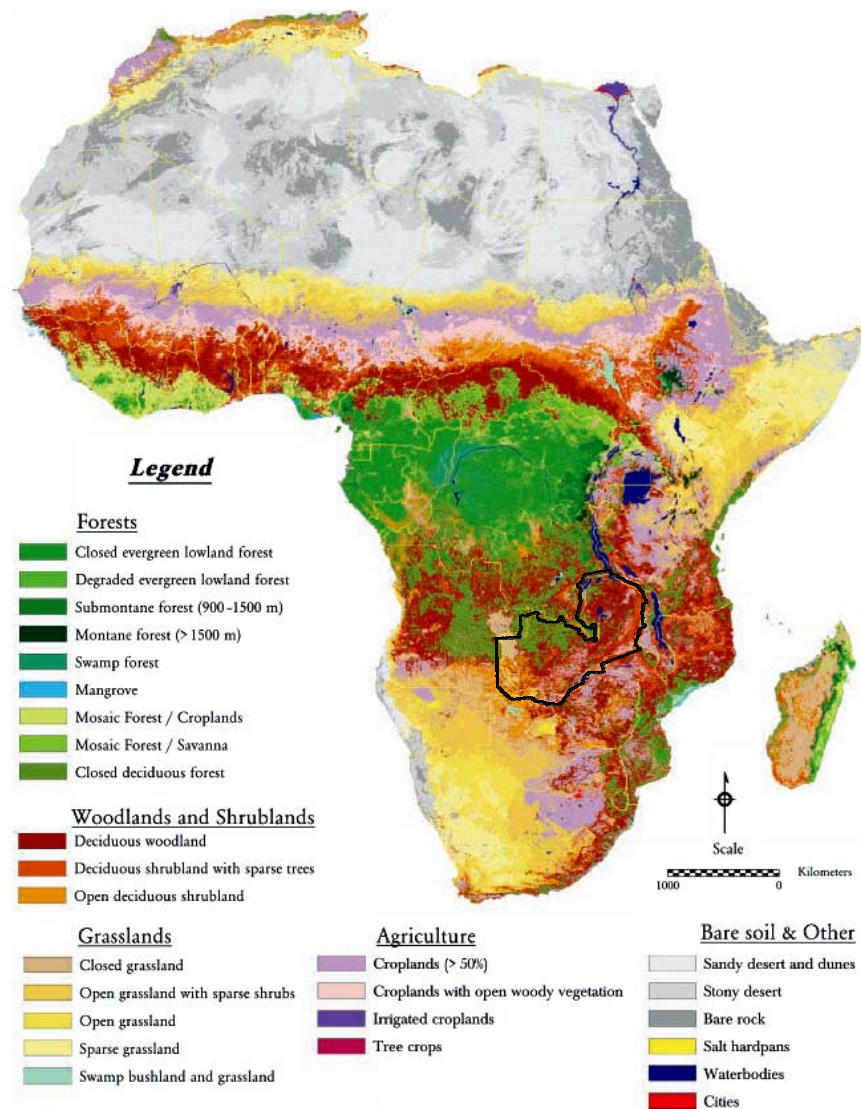 Legend
Forests
Closed evergreen lowland forest
Degraded evergreen lowland forest
Submontane forest (900-1500 m)
Montane forest (> 1500 m)
Swamp forest
Mangrove
Mosaic Forest / Croplands
Mosaic Forest / Savanna
Closed deciduous forest
Woodlands and Shrublands
Deciduous woodland
Deciduous shrubland with sparse trees
Open deciduous shrubland
Grasslands
Closed grassland
Open grassland with sparse shrubs
Open grassland
Sparse grassland
Swamp bushland and grassland
Agriculture
Croplands (> 50%)
Croplands with open woody vegetation
Irrigated croplands
Tree crops
Scale
Kilometers
1000 0
Bare soil & Other
Sandy desert and dunes
Stony desert
Bare rock
Salt hardpans
Waterbodies
Cities